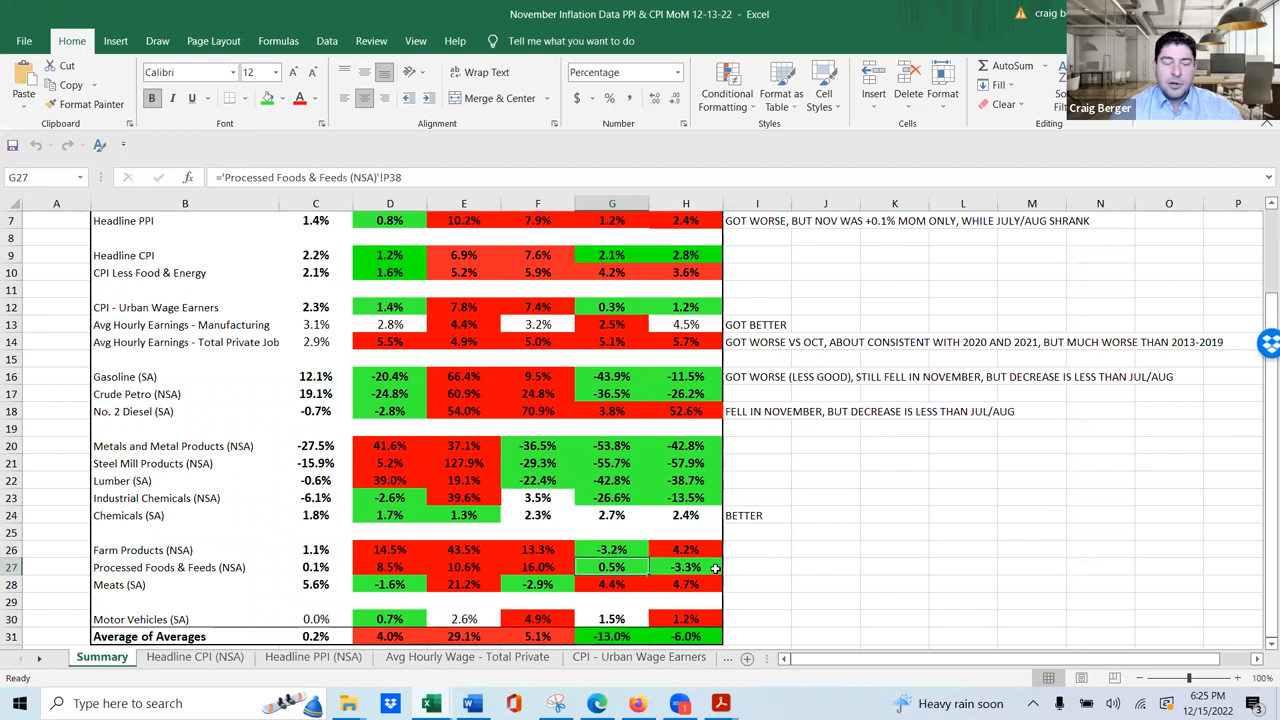 November Inflation Data PPI & CPI MoM 12-13-22 - Excel
craig b
File Home Insert Draw Page Layout Formulas Data Review View Help Tell me what you want to do
Cut
Copy
Format Painter
Paste
Clipboard
Calibri 12
B I U
Font
Wrap Text
Merge & Center
Alignment
Percentage
$ % ,
Number
Conditional Formatting
Format as Table
Cell Styles
Styles
Insert Delete Format
Cells
AutoSum
Fill
Clear
Editing
Craig Berger
G27 ='Processed Foods & Feeds (NSA)'!P38
A B C D E F G H I J K L M N O P
7 Headline PPI 1.4% 0.8% 10.2% 7.9% 1.2% 2.4% GOT WORSE, BUT NOV WAS +0.1% MOM ONLY, WHILE JULY/AUG SHRANK
8
9 Headline CPI 2.2% 1.2% 6.9% 7.6% 2.1% 2.8%
10 CPI Less Food & Energy 2.1% 1.6% 5.2% 5.9% 4.2% 3.6%
11
12 CPI - Urban Wage Earners 2.3% 1.4% 7.8% 7.4% 0.3% 1.2%
13 Avg Hourly Earnings - Manufacturing 3.1% 2.8% 4.4% 3.2% 2.5% 4.5% GOT BETTER
14 Avg Hourly Earnings - Total Private Job 2.9% 5.5% 4.9% 5.0% 5.1% 5.7% GOT WORSE VS OCT, ABOUT CONSISTENT WITH 2020 AND 2021, BUT MUCH WORSE THAN 2013-2019
15
16 Gasoline (SA) 12.1% -20.4% 66.4% 9.5% -43.9% -11.5% GOT WORSE (LESS GOOD), STILL FELL IN NOVEMBER, BUT DECREASE IS LESS THAN JUL/AUG
17 Crude Petro (NSA) 19.1% -24.8% 60.9% 24.8% -36.5% -26.2%
18 No. 2 Diesel (SA) -0.7% -2.8% 54.0% 70.9% 3.8% 52.6% FELL IN NOVEMBER, BUT DECREASE IS LESS THAN JUL/AUG
19
20 Metals and Metal Products (NSA) -27.5% 41.6% 37.1% -36.5% -53.8% -42.8%
21 Steel Mill Products (NSA) -15.9% 5.2% 127.9% -29.3% -55.7% -57.9%
22 Lumber (SA) -0.6% 39.0% 19.1% -22.4% -42.8% -38.7%
23 Industrial Chemicals (NSA) -6.1% -2.6% 39.6% 3.5% -26.6% -13.5%
24 Chemicals (SA) 1.8% 1.7% 1.3% 2.3% 2.7% 2.4% BETTER
25
26 Farm Products (NSA) 1.1% 14.5% 43.5% 13.3% -3.2% 4.2%
27 Processed Foods & Feeds (NSA) 0.1% 8.5% 10.6% 16.0% 0.5% -3.3%
28 Meats (SA) 5.6% -1.6% 21.2% -2.9% 4.4% 4.7%
29
30 Motor Vehicles (SA) 0.0% 0.7% 2.6% 4.9% 1.5% 1.2%
31 Average of Averages 0.2% 4.0% 29.1% 5.1% -13.0% -6.0%
Summary Headline CPI (NSA) Headline PPI (NSA) Avg Hourly Wage - Total Private CPI - Urban Wage Earners ...
Ready 100%
Type here to search
Heavy rain soon
6:25 PM
12/15/2022
3